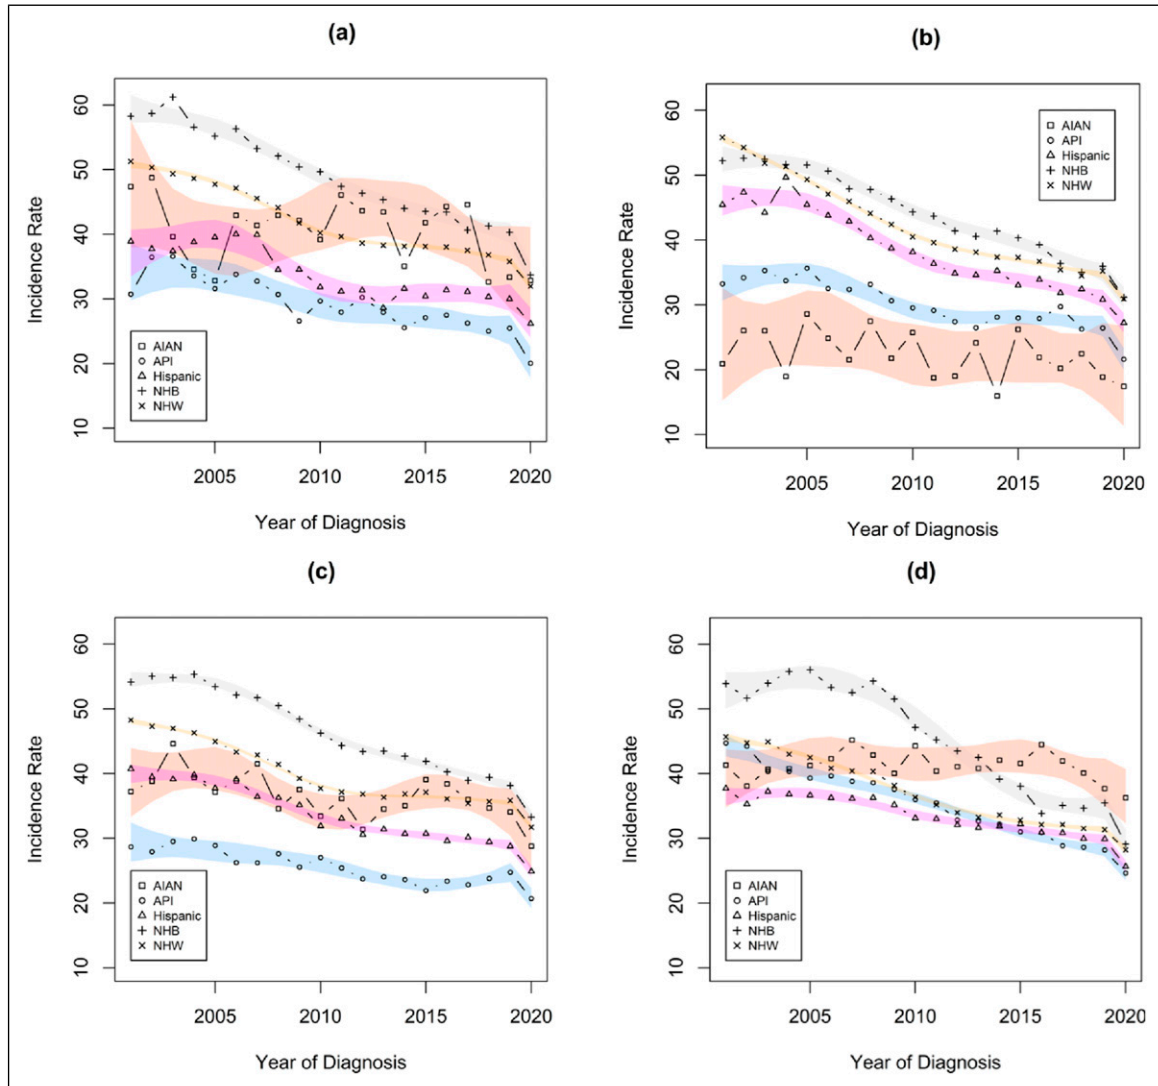 (a)
60
50
40
30
20
10
Incidence Rate
AIAN
API
Hispanic
NHB
NHW
2005 2010 2015 2020
Year of Diagnosis
(b)
60
50
40
30
20
10
Incidence Rate
AIAN
API
Hispanic
NHB
NHW
2005 2010 2015 2020
Year of Diagnosis
(c)
60
50
40
30
20
10
Incidence Rate
AIAN
API
Hispanic
NHB
NHW
2005 2010 2015 2020
Year of Diagnosis
(d)
60
50
40
30
20
10
Incidence Rate
AIAN
API
Hispanic
NHB
NHW
2005 2010 2015 2020
Year of Diagnosis